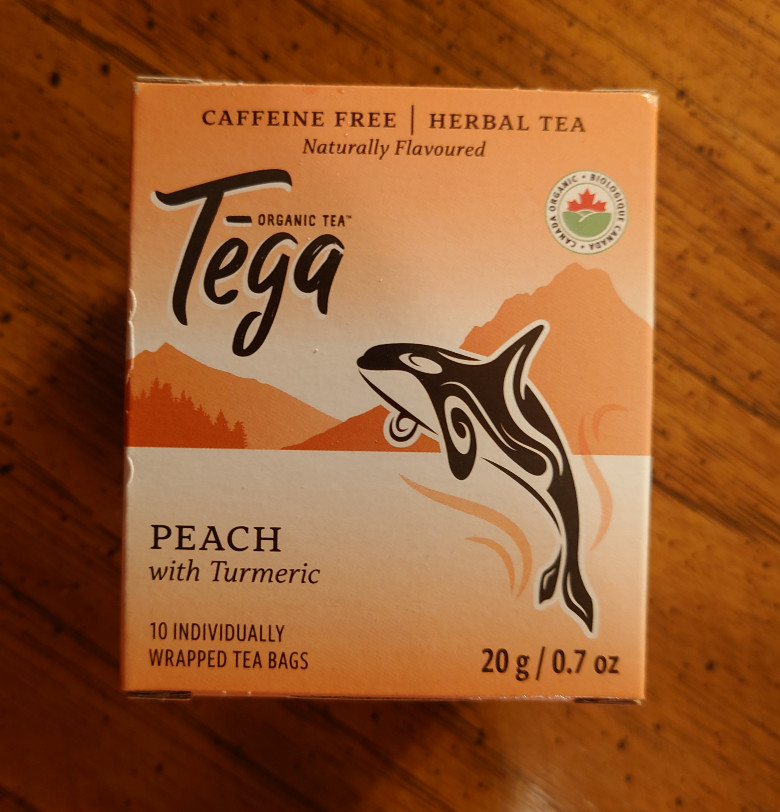 CAFFEINE FREE | HERBAL TEA
Naturally Flavoured
Tēga
ORGANIC TEA™
CANADA ORGANIC • BIOLOGIQUE CANADA •
PEACH
with Turmeric
10 INDIVIDUALLY
WRAPPED TEA BAGS
20 g / 0.7 oz